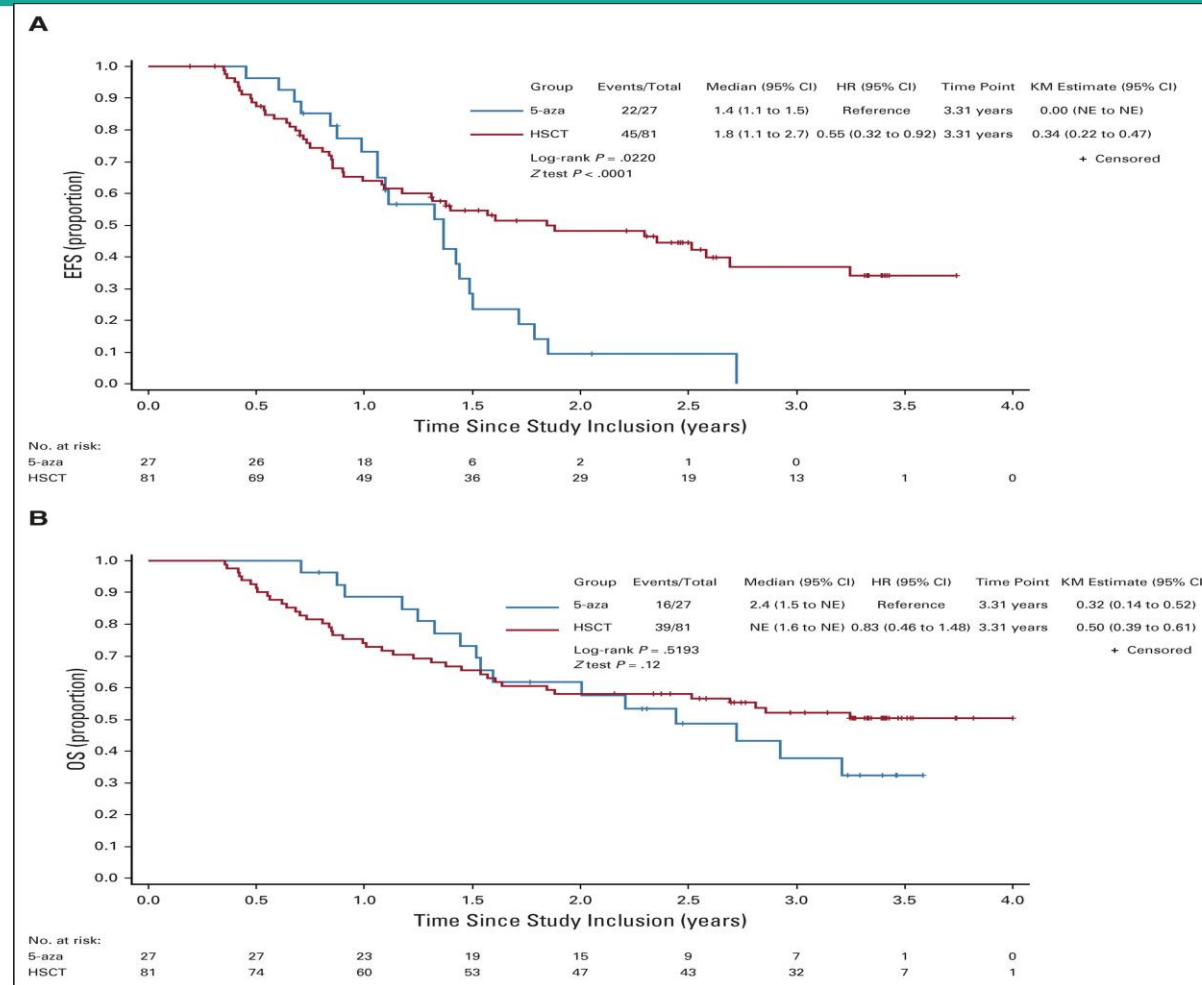 A
EFS (proportion)
1.0
0.9
0.8
0.7
0.6
0.5
0.4
0.3
0.2
0.1
0.0
Group Events/Total Median (95% CI) HR (95% CI) Time Point KM Estimate (95% CI)
5-aza 22/27 1.4 (1.1 to 1.5) Reference 3.31 years 0.00 (NE to NE)
HSCT 45/81 1.8 (1.1 to 2.7) 0.55 (0.32 to 0.92) 3.31 years 0.34 (0.22 to 0.47)
Log-rank P = .0220 + Censored
Z test P < .0001
0.0 0.5 1.0 1.5 2.0 2.5 3.0 3.5 4.0
Time Since Study Inclusion (years)
No. at risk:
5-aza 27 26 18 6 2 1 0
HSCT 81 69 49 36 29 19 13 1 0
B
OS (proportion)
1.0
0.9
0.8
0.7
0.6
0.5
0.4
0.3
0.2
0.1
0.0
Group Events/Total Median (95% CI) HR (95% CI) Time Point KM Estimate (95% CI)
5-aza 16/27 2.4 (1.5 to NE) Reference 3.31 years 0.32 (0.14 to 0.52)
HSCT 39/81 NE (1.6 to NE) 0.83 (0.46 to 1.48) 3.31 years 0.50 (0.39 to 0.61)
Log-rank P = .5193 + Censored
Z test P = .12
0.0 0.5 1.0 1.5 2.0 2.5 3.0 3.5 4.0
Time Since Study Inclusion (years)
No. at risk:
5-aza 27 27 23 19 15 9 7 1 0
HSCT 81 74 60 53 47 43 32 7 1